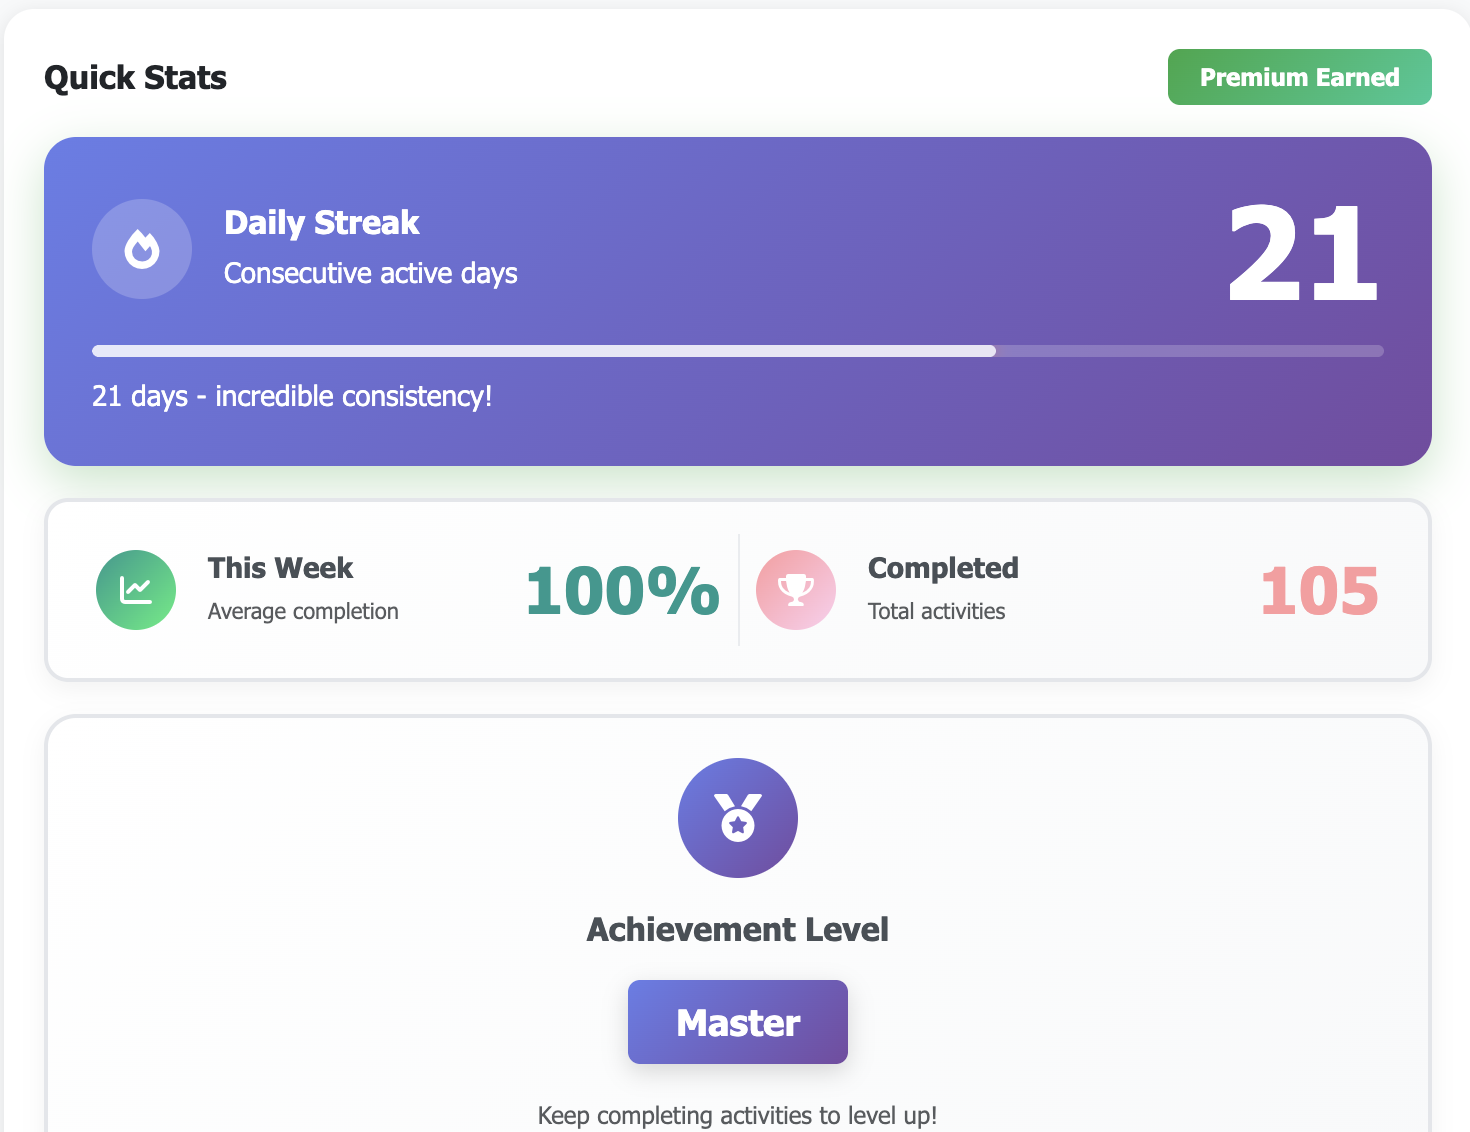 Quick Stats
Premium Earned
Daily Streak
Consecutive active days
21
21 days - incredible consistency!
This Week
Average completion
100%
Completed
Total activities
105
Achievement Level
Master
Keep completing activities to level up!